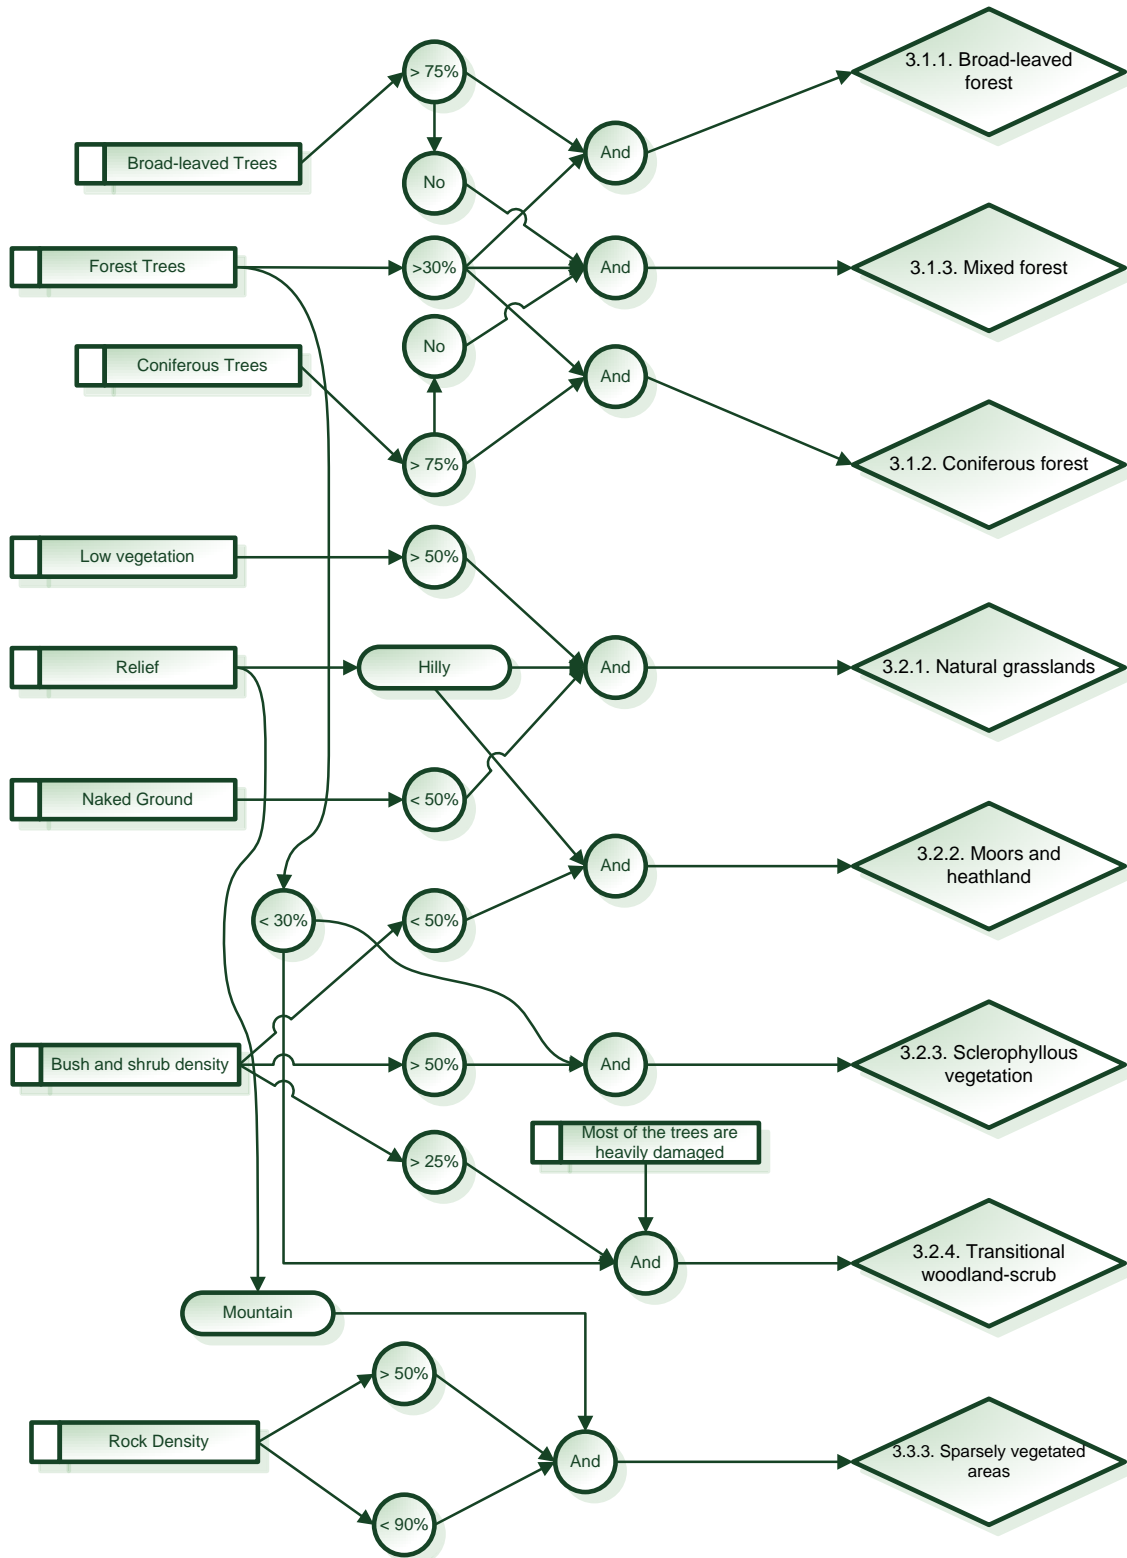 > 75%
3.1.1. Broad-leaved
forest
Broad-leaved Trees
And
No
Forest Trees
>30%
And
3.1.3. Mixed forest
No
Coniferous Trees
And
> 75%
3.1.2. Coniferous forest
Low vegetation
> 50%
Relief
Hilly
And
3.2.1. Natural grasslands
Naked Ground
< 50%
And
3.2.2. Moors and
heathland
< 30%
< 50%
Bush and shrub density
> 50%
And
3.2.3. Sclerophyllous
vegetation
Most of the trees are
heavily damaged
> 25%
And
3.2.4. Transitional
woodland-scrub
Mountain
> 50%
Rock Density
And
3.3.3. Sparsely vegetated
areas
< 90%